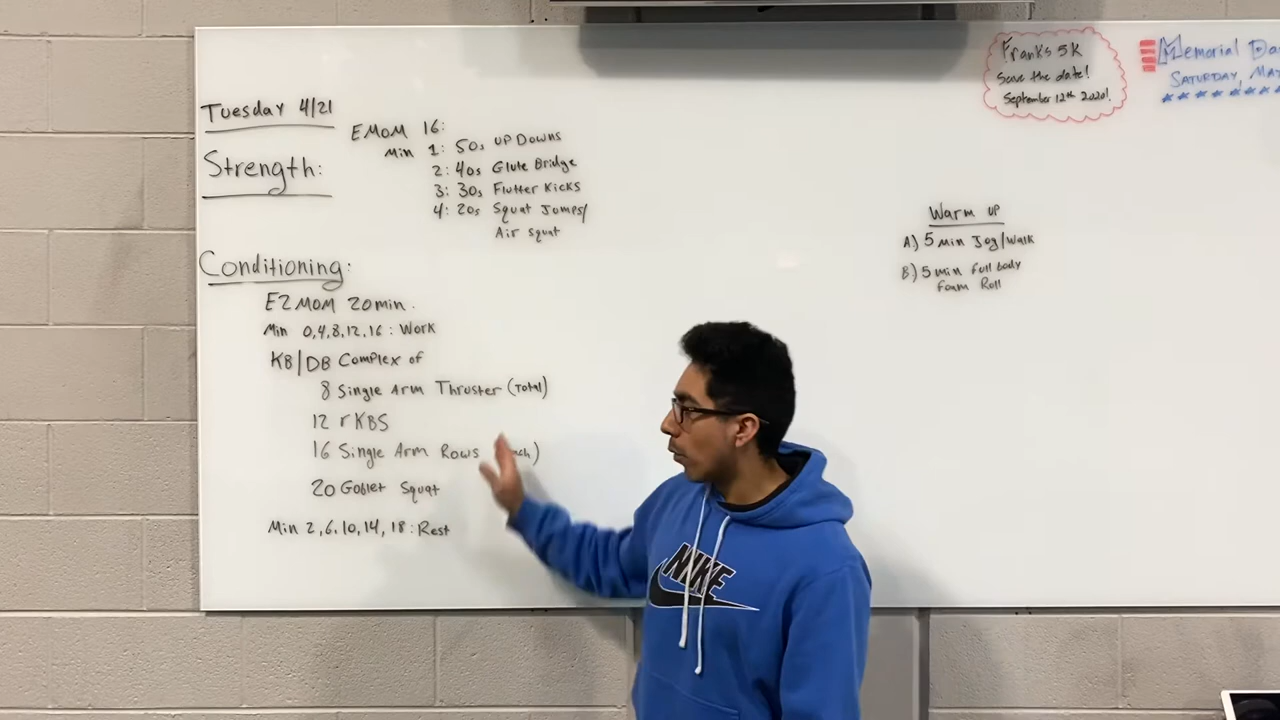 Tuesday 4/21
Strength:
EMOM 16:
Min 1: 50s UP Downs
2: 40s Glute Bridge
3: 30s Flutter Kicks
4: 20s Squat Jumps/
Air Squat
Conditioning:
E2MOM 20min.
Min 0,4,8,12,16: Work
KB/DB Complex of
8 Single Arm Thruster (Total)
12 rKBS
16 Single Arm Rows
20 Goblet Squat
Min 2,6,10,14,18: Rest
Warm up
A) 5 Min Jog/Walk
B) 5 min full body
Foam Roll
Frank's 5K
Save the date!
September 12th 2020!
Memorial
Saturday, May
NIKE